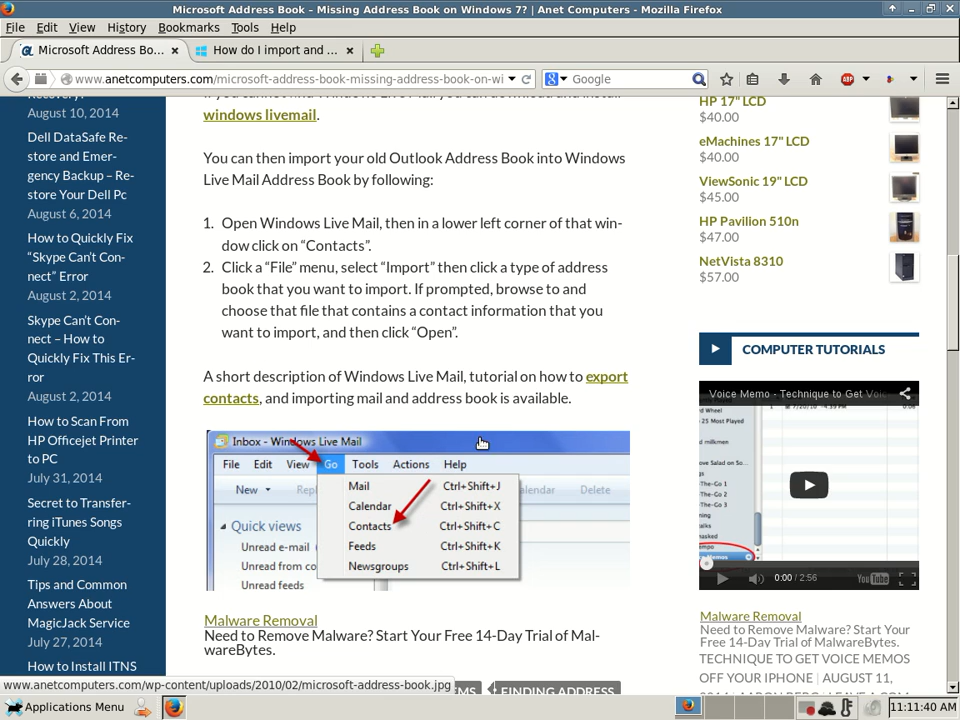 Microsoft Address Book – Missing Address Book on Windows 7? | Anet Computers - Mozilla Firefox
File Edit View History Bookmarks Tools Help
Microsoft Address Boo...
How do I import and ...
www.anetcomputers.com/microsoft-address-book-missing-address-book-on-wi
Google
ABP
August 10, 2014
Dell DataSafe Re-
store and Emer-
gency Backup – Re-
store Your Dell Pc
August 6, 2014
How to Quickly Fix
“Skype Can’t Con-
nect” Error
August 2, 2014
Skype Can’t Con-
nect – How to
Quickly Fix This Er-
ror
August 2, 2014
How to Scan From
HP Officejet Printer
to PC
July 31, 2014
Secret to Transfer-
ring iTunes Songs
Quickly
July 28, 2014
Tips and Common
Answers About
MagicJack Service
July 27, 2014
How to Install ITNS
windows livemail.
You can then import your old Outlook Address Book into Windows
Live Mail Address Book by following:
1. Open Windows Live Mail, then in a lower left corner of that win-
dow click on “Contacts”.
2. Click a “File” menu, select “Import” then click a type of address
book that you want to import. If prompted, browse to and
choose that file that contains a contact information that you
want to import, and then click “Open”.
A short description of Windows Live Mail, tutorial on how to export
contacts, and importing mail and address book is available.
Inbox - Windows Live Mail
File Edit View Go Tools Actions Help
New Repl Calendar Delete
Mail Ctrl+Shift+J
Calendar Ctrl+Shift+X
Contacts Ctrl+Shift+C
Feeds Ctrl+Shift+K
Newsgroups Ctrl+Shift+L
Quick views
Unread e-mail
Unread from co
Unread feeds
Malware Removal
Need to Remove Malware? Start Your Free 14-Day Trial of Mal-
wareBytes.
FINDING ADDRESS
HP 17" LCD
$40.00
eMachines 17" LCD
$40.00
ViewSonic 19" LCD
$45.00
HP Pavilion 510n
$47.00
NetVista 8310
$57.00
COMPUTER TUTORIALS
Voice Memo - Technique to Get Voic
0:00 / 2:56
YouTube
Malware Removal
Need to Remove Malware? Start Your
Free 14-Day Trial of MalwareBytes.
TECHNIQUE TO GET VOICE MEMOS
OFF YOUR IPHONE | AUGUST 11,
www.anetcomputers.com/wp-content/uploads/2010/02/microsoft-address-book.jpg
Applications Menu
11:11:40 AM